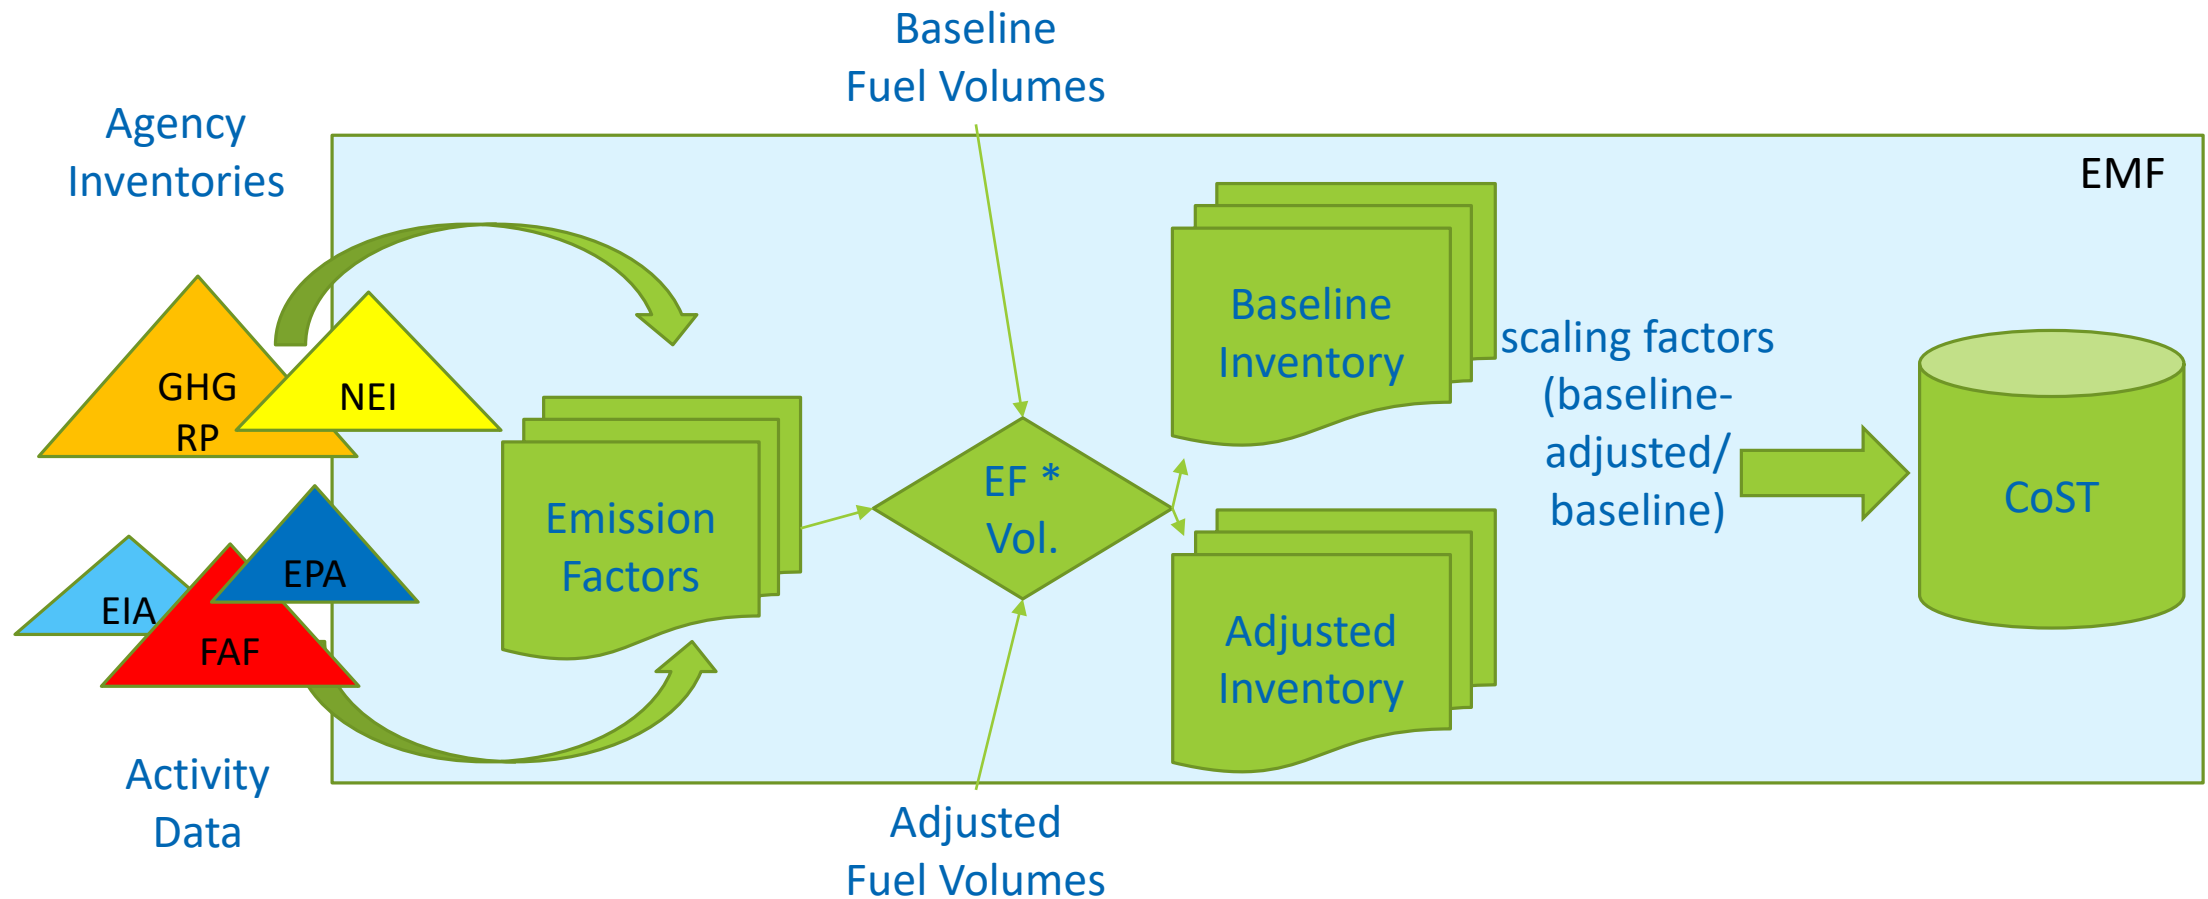 Baseline
Fuel Volumes
Agency
Inventories
EMF
GHG
RP
NEI
EIA
EPA
FAF
Activity
Data
Emission
Factors
EF *
Vol.
Baseline
Inventory
Adjusted
Inventory
scaling factors
(baseline-
adjusted/
baseline)
CoST
Adjusted
Fuel Volumes